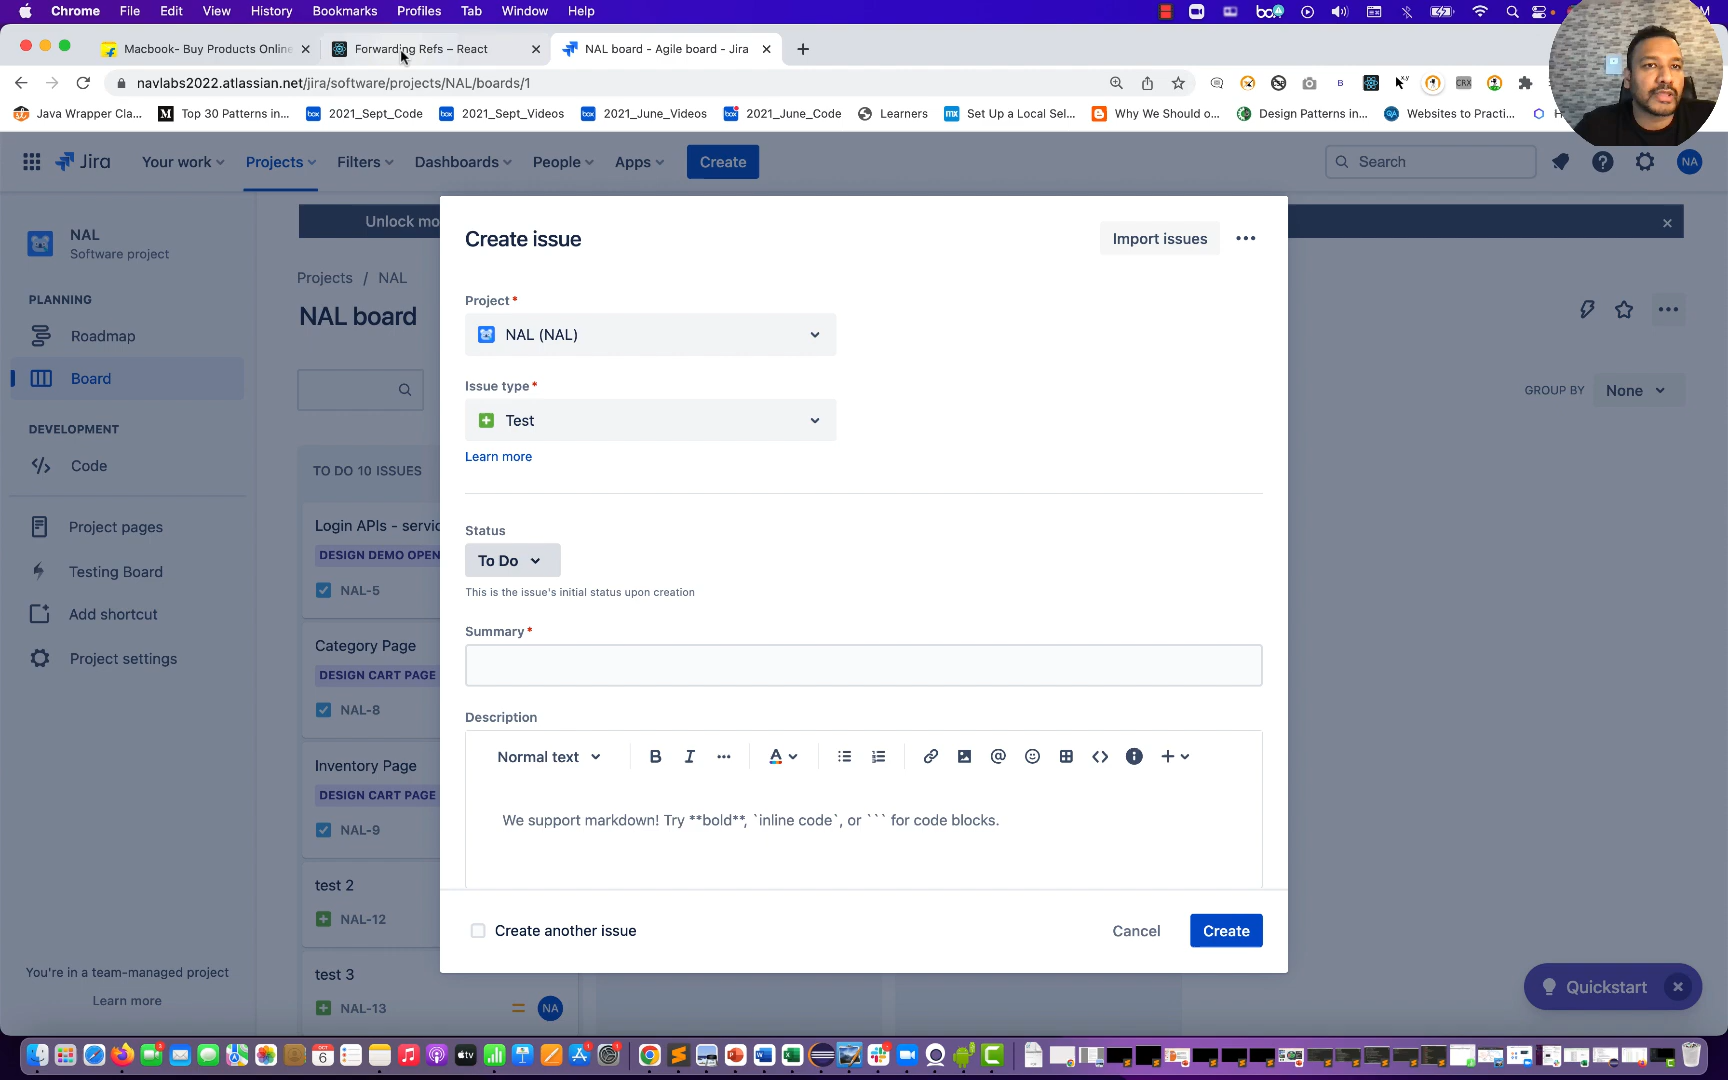 Chrome File Edit View History Bookmarks Profiles Tab Window Help
Macbook- Buy Products Online
Forwarding Refs – React
NAL board - Agile board - Jira
navlabs2022.atlassian.net/jira/software/projects/NAL/boards/1
Java Wrapper Cla...
Top 30 Patterns in...
2021_Sept_Code
2021_Sept_Videos
2021_June_Videos
2021_June_Code
Learners
Set Up a Local Sel...
Why We Should o...
Design Patterns in...
Websites to Practi...
Jira Your work Projects Filters Dashboards People Apps Create Search NA
NAL
Software project
Unlock mo
PLANNING
Roadmap
Board
DEVELOPMENT
Code
Project pages
Testing Board
Add shortcut
Project settings
You're in a team-managed project
Learn more
Projects / NAL
NAL board
GROUP BY None
TO DO 10 ISSUES
Login APIs - servic
DESIGN DEMO OPEN
NAL-5
Category Page
DESIGN CART PAGE
NAL-8
Inventory Page
DESIGN CART PAGE
NAL-9
test 2
NAL-12
test 3
NAL-13 NA
Create issue
Import issues
Project*
NAL (NAL)
Issue type*
Test
Learn more
Status
To Do
This is the issue's initial status upon creation
Summary*
Description
Normal text B I A
We support markdown! Try **bold**, `inline code`, or ``` for code blocks.
Create another issue
Cancel Create
Quickstart